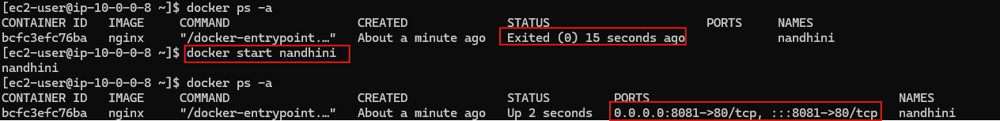 [ec2-user@ip-10-0-0-8 ~]$ docker ps -a
CONTAINER ID   IMAGE     COMMAND                  CREATED              STATUS                      PORTS     NAMES
bcfc3efc76ba   nginx     "/docker-entrypoint.…"   About a minute ago   Exited (0) 15 seconds ago             nandhini
[ec2-user@ip-10-0-0-8 ~]$ docker start nandhini
nandhini
[ec2-user@ip-10-0-0-8 ~]$ docker ps -a
CONTAINER ID   IMAGE     COMMAND                  CREATED              STATUS         PORTS                                   NAMES
bcfc3efc76ba   nginx     "/docker-entrypoint.…"   About a minute ago   Up 2 seconds   0.0.0.0:8081->80/tcp, :::8081->80/tcp   nandhini